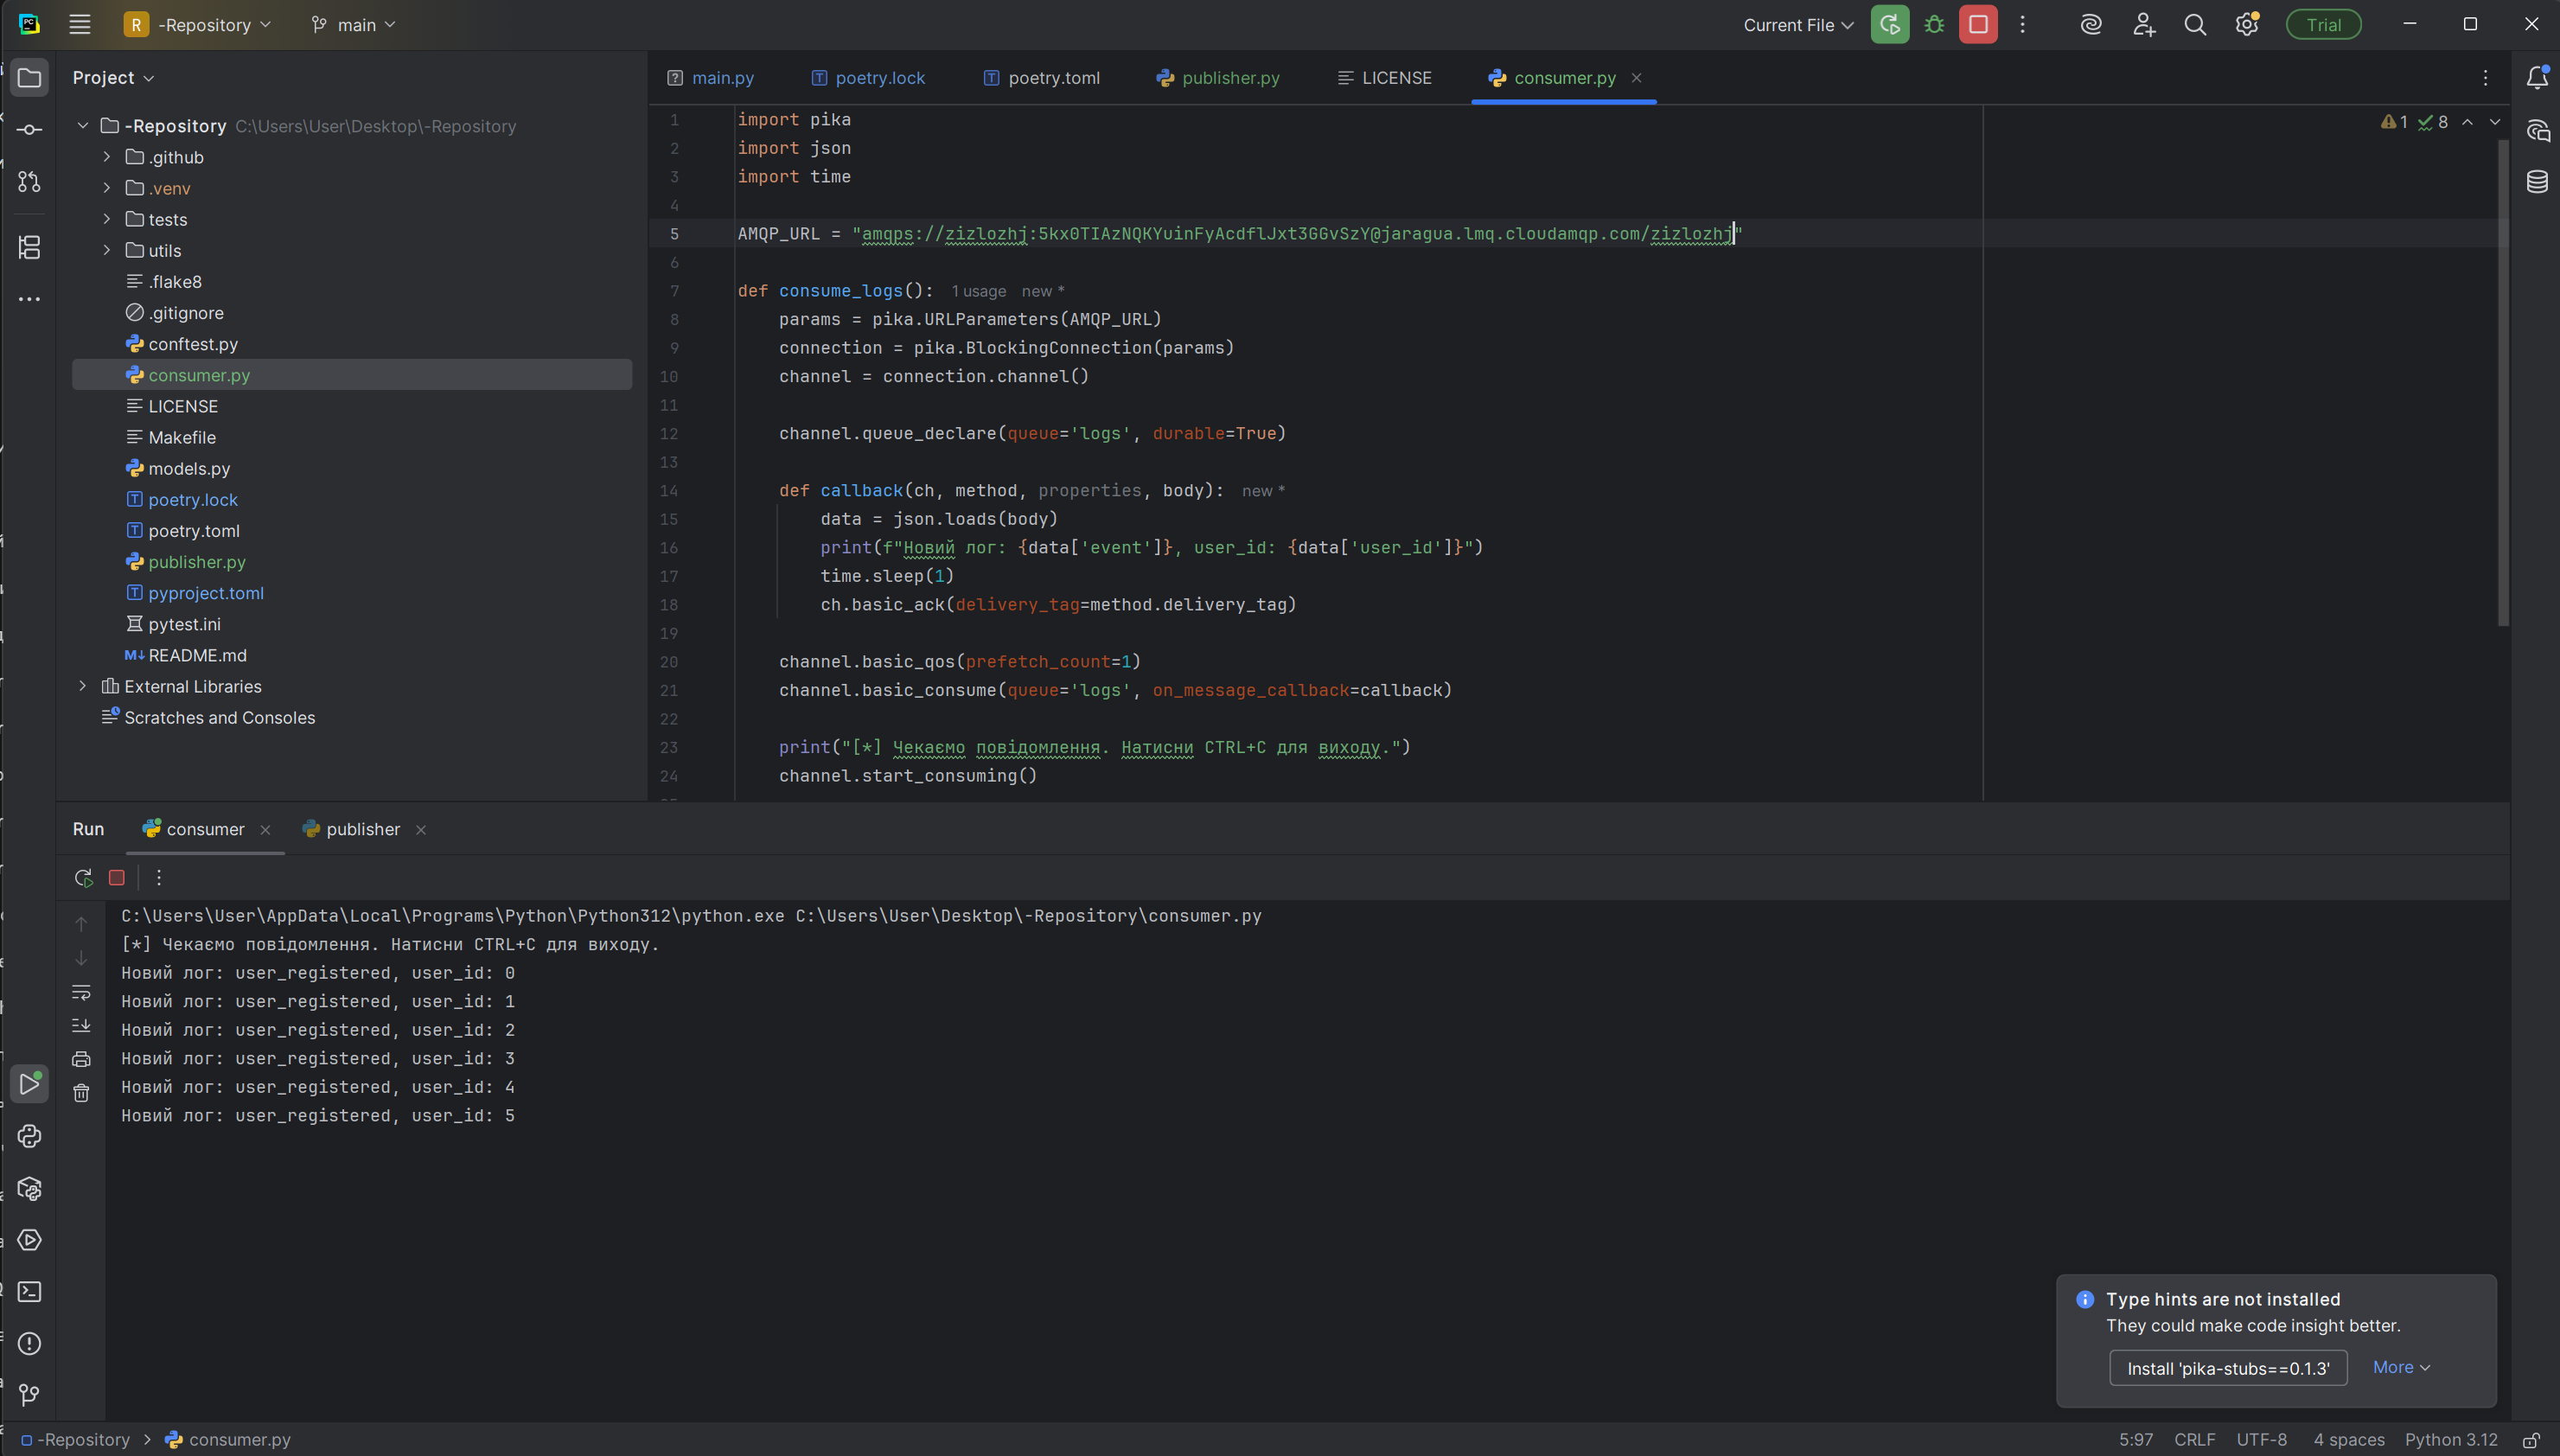 R -Repository main Current File Trial
Project
main.py poetry.lock poetry.toml publisher.py LICENSE consumer.py
-Repository C:\Users\User\Desktop\-Repository
.github
.venv
tests
utils
.flake8
.gitignore
conftest.py
consumer.py
LICENSE
Makefile
models.py
poetry.lock
poetry.toml
publisher.py
pyproject.toml
pytest.ini
README.md
External Libraries
Scratches and Consoles
1 8
1 import pika
2 import json
3 import time
4
5 AMQP_URL = "amqps://zizlozhj:5kx0TIAzNQKYuinFyAcdflJxt3GGvSzY@jaragua.lmq.cloudamqp.com/zizlozhj"
6
7 def consume_logs(): 1 usage new *
8 params = pika.URLParameters(AMQP_URL)
9 connection = pika.BlockingConnection(params)
10 channel = connection.channel()
11
12 channel.queue_declare(queue='logs', durable=True)
13
14 def callback(ch, method, properties, body): new *
15 data = json.loads(body)
16 print(f"Новий лог: {data['event']}, user_id: {data['user_id']}")
17 time.sleep(1)
18 ch.basic_ack(delivery_tag=method.delivery_tag)
19
20 channel.basic_qos(prefetch_count=1)
21 channel.basic_consume(queue='logs', on_message_callback=callback)
22
23 print("[*] Чекаємо повідомлення. Натисни CTRL+C для виходу.")
24 channel.start_consuming()
Run consumer publisher
C:\Users\User\AppData\Local\Programs\Python\Python312\python.exe C:\Users\User\Desktop\-Repository\consumer.py
[*] Чекаємо повідомлення. Натисни CTRL+C для виходу.
Новий лог: user_registered, user_id: 0
Новий лог: user_registered, user_id: 1
Новий лог: user_registered, user_id: 2
Новий лог: user_registered, user_id: 3
Новий лог: user_registered, user_id: 4
Новий лог: user_registered, user_id: 5
Type hints are not installed
They could make code insight better.
Install 'pika-stubs==0.1.3' More
-Repository > consumer.py 5:97 CRLF UTF-8 4 spaces Python 3.12